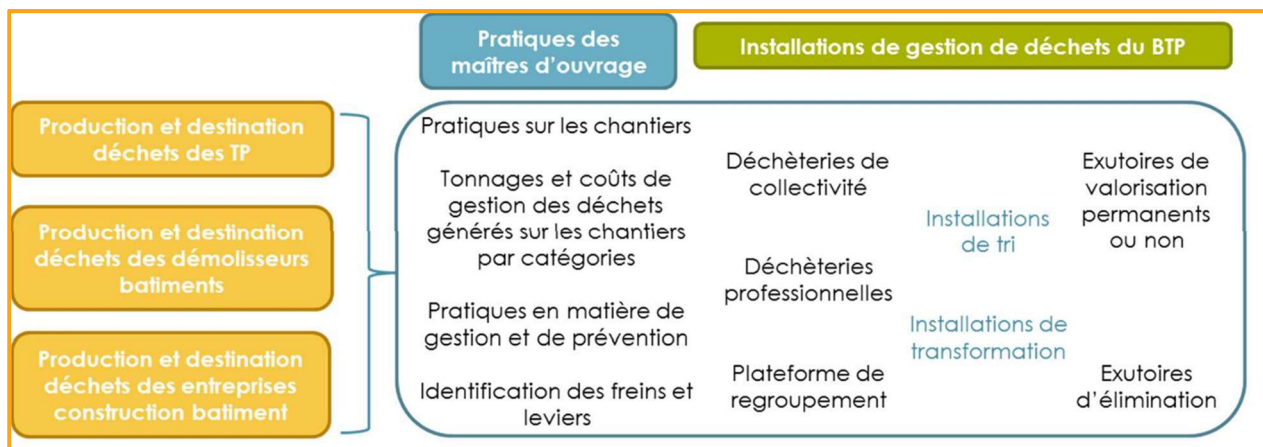 Pratiques des
maîtres d'ouvrage
Installations de gestion de déchets du BTP
Production et destination
déchets des TP
Production et destination
déchets des démolisseurs
batiments
Production et destination
déchets des entreprises
construction batiment
Pratiques sur les chantiers
Tonnages et coûts de
gestion des déchets
générés sur les chantiers
par catégories
Pratiques en matière de
gestion et de prévention
Identification des freins et
leviers
Déchèteries de
collectivité
Déchèteries
professionnelles
Plateforme de
regroupement
Installations
de tri
Installations de
transformation
Exutoires de
valorisation
permanents
ou non
Exutoires
d'élimination